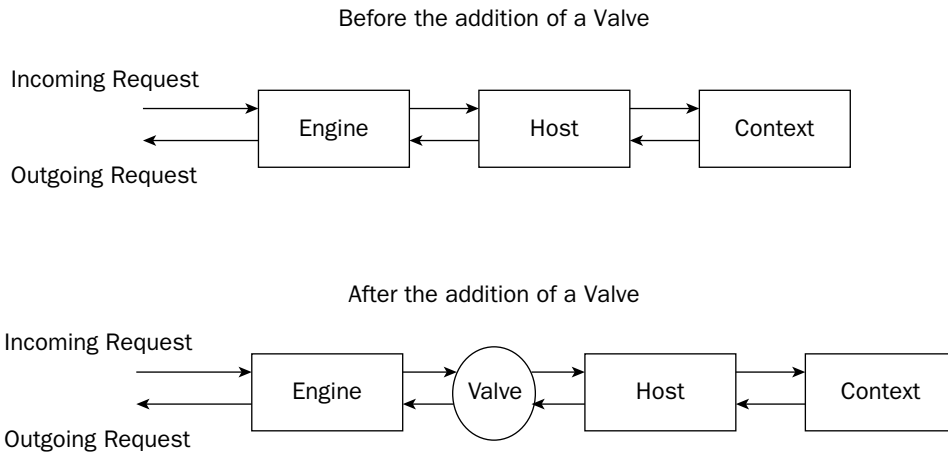 Before the addition of a Valve
Incoming Request
Engine
Host
Context
Outgoing Request
After the addition of a Valve
Incoming Request
Engine
Valve
Host
Context
Outgoing Request